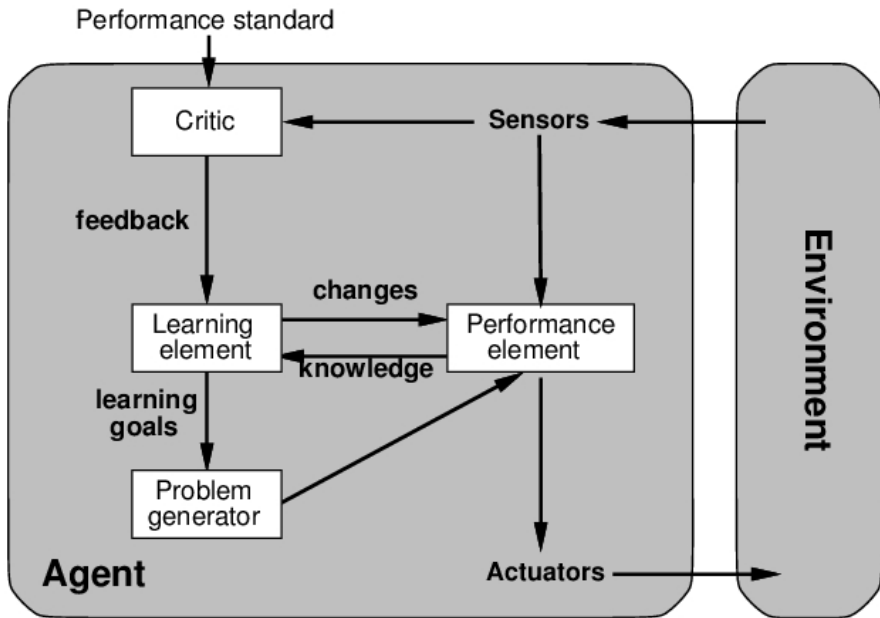 Performance standard
Critic
Sensors
feedback
changes
Learning
element
Performance
element
knowledge
learning
goals
Problem
generator
Agent
Actuators
Environment